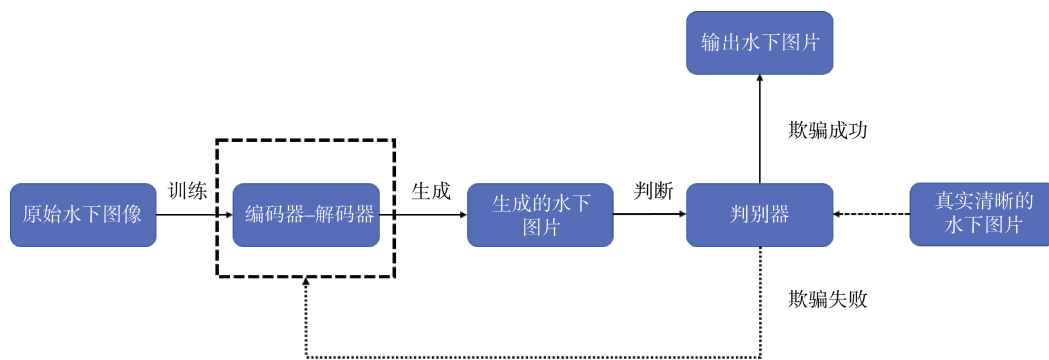 输出水下图片
欺骗成功
原始水下图像
训练
编码器–解码器
生成
生成的水下
图片
判断
判别器
真实清晰的
水下图片
欺骗失败